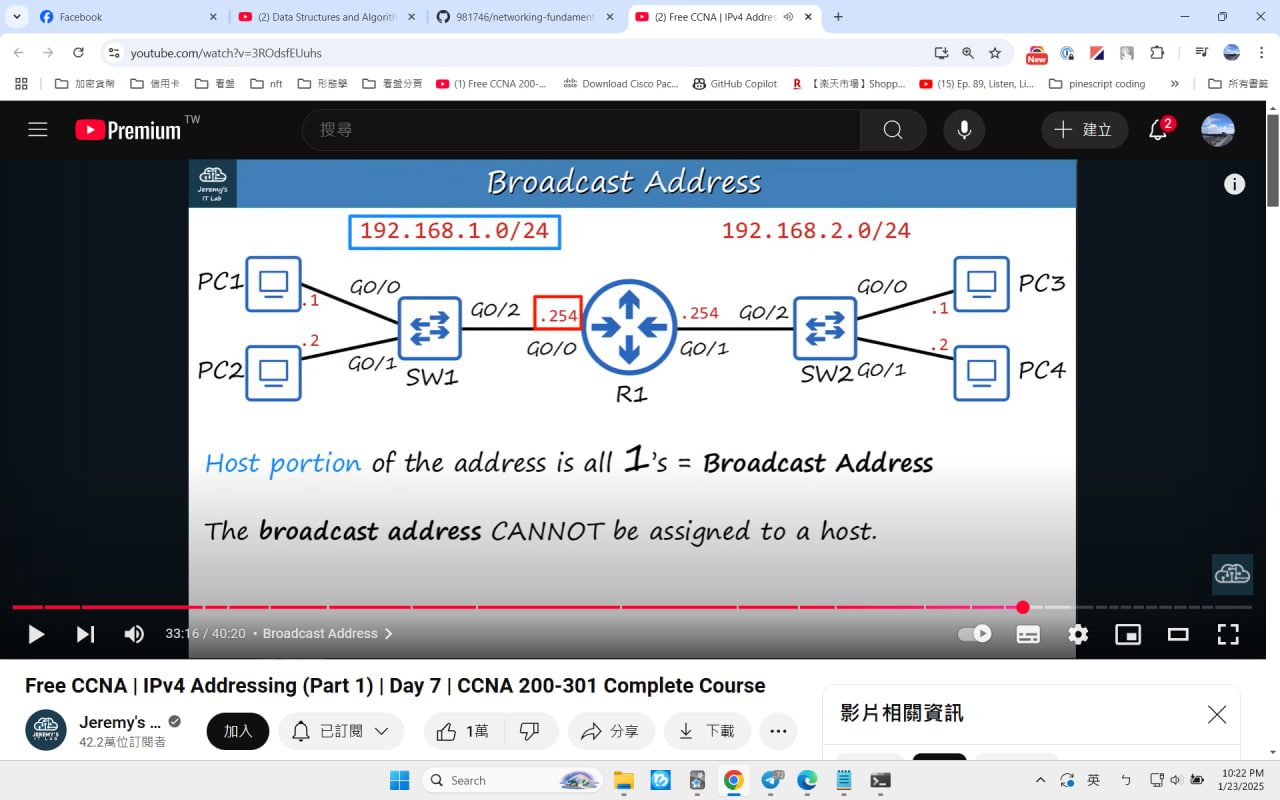 Facebook
(2) Data Structures and Algorith
981746/networking-fundament
(2) Free CCNA | IPv4 Addres
youtube.com/watch?v=3ROdsfEUuhs
New
加密貨幣
信用卡
看盤
nft
形態學
看盤分頁
(1) Free CCNA 200-...
Download Cisco Pac...
GitHub Copilot
【楽天市場】Shopp...
(15) Ep. 89, Listen, Li...
pinescript coding
»
所有書籤
Premium TW
搜尋
建立
2
Jeremy's
IT Lab
Broadcast Address
192.168.1.0/24
192.168.2.0/24
PC1
.1
G0/0
G0/2
.254
.254
G0/2
G0/0
.1
PC3
PC2
.2
G0/1
SW1
G0/0
R1
G0/1
SW2
G0/1
.2
PC4
Host portion of the address is all 1's = Broadcast Address
The broadcast address CANNOT be assigned to a host.
33:16 / 40:20 • Broadcast Address
Free CCNA | IPv4 Addressing (Part 1) | Day 7 | CCNA 200-301 Complete Course
JEREMY'S
IT LAB
Jeremy's ...
42.2萬位訂閱者
加入
已訂閱
1萬
分享
下載
影片相關資訊
Search
72
英
ㄅ
10:22 PM
1/23/2025